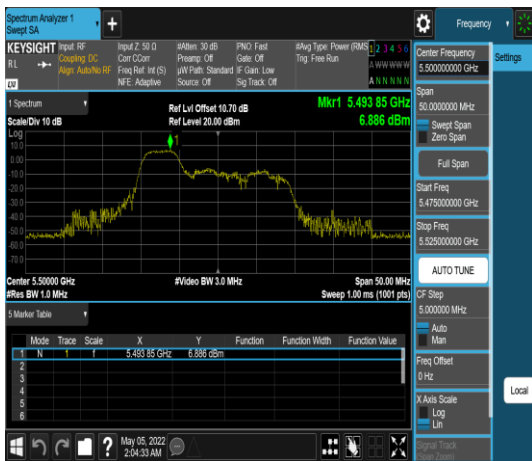 Spectrum Analyzer 1
Swept SA
+
Frequency
KEYSIGHT Input: RF Input Z: 50 Ω #Atten: 30 dB PNO: Fast #Avg Type: Power (RMS 1 2 3 4 5 6
RL Coupling: DC Corr CCorr Preamp: Off Gate: Off Trig: Free Run A W W W W W
Align: Auto/No RF Freq Ref: Int (S) µW Path: Standard IF Gain: Low
NFE: Adaptive Source: Off Sig Track: Off A N N N N N
LXI
1 Spectrum
Scale/Div 10 dB
Ref Lvl Offset 10.70 dB
Ref Level 20.00 dBm
Mkr1 5.493 85 GHz
6.886 dBm
Log
10.0
0.00
-10.0
-20.0
-30.0
-40.0
-50.0
-60.0
-70.0
1
Center 5.50000 GHz #Video BW 3.0 MHz Span 50.00 MHz
#Res BW 1.0 MHz Sweep 1.00 ms (1001 pts)
5 Marker Table
Mode Trace Scale X Y Function Function Width Function Value
1 N 1 f 5.493 85 GHz 6.886 dBm
2
3
4
5
6
May 05, 2022
2:04:33 AM
?
Center Frequency
5.500000000 GHz
Span
50.0000000 MHz
Swept Span
Zero Span
Full Span
Start Freq
5.475000000 GHz
Stop Freq
5.525000000 GHz
AUTO TUNE
CF Step
5.000000 MHz
Auto
Man
Freq Offset
0 Hz
X Axis Scale
Log
Lin
Signal Track
(Span Zoom)
Settings
Local